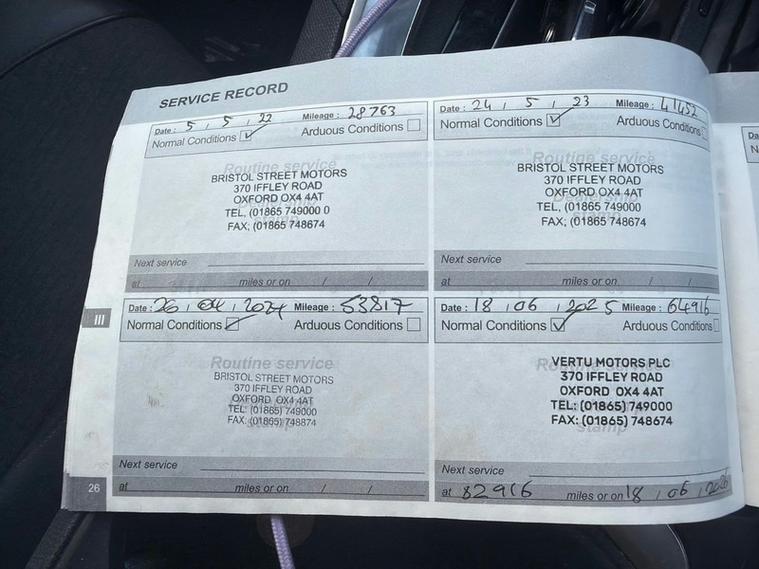 SERVICE RECORD
Date : 5 / 5 / 22 Mileage : 28763
Normal Conditions Arduous Conditions
Routine service
BRISTOL STREET MOTORS
370 IFFLEY ROAD
OXFORD OX4 4AT
TEL, (01865 749000 0
FAX; (01865 748674
Next service
at miles or on / /
Date : 24 / 5 / 23 Mileage : 41452
Normal Conditions Arduous Conditions
Routine service
BRISTOL STREET MOTORS
370 IFFLEY ROAD
OXFORD OX4 4AT
TEL, (01865 749000
FAX; (01865 748674
stamp
Next service
at miles or on / /
III
Date : 26 / 04 / 2024 Mileage : 53817
Normal Conditions Arduous Conditions
Routine service
BRISTOL STREET MOTORS
370 IFFLEY ROAD
OXFORD OX4 4AT
TEL: (01865) 749000
FAX: (01865) 748874
Next service
at miles or on / /
Date : 18 / 06 / 2025 Mileage : 64916
Normal Conditions Arduous Conditions
VERTU MOTORS PLC
370 IFFLEY ROAD
OXFORD OX4 4AT
TEL: (01865) 749000
FAX: (01865) 748674
stamp
Next service
at 82916 miles or on 18 / 06 / 2026
26